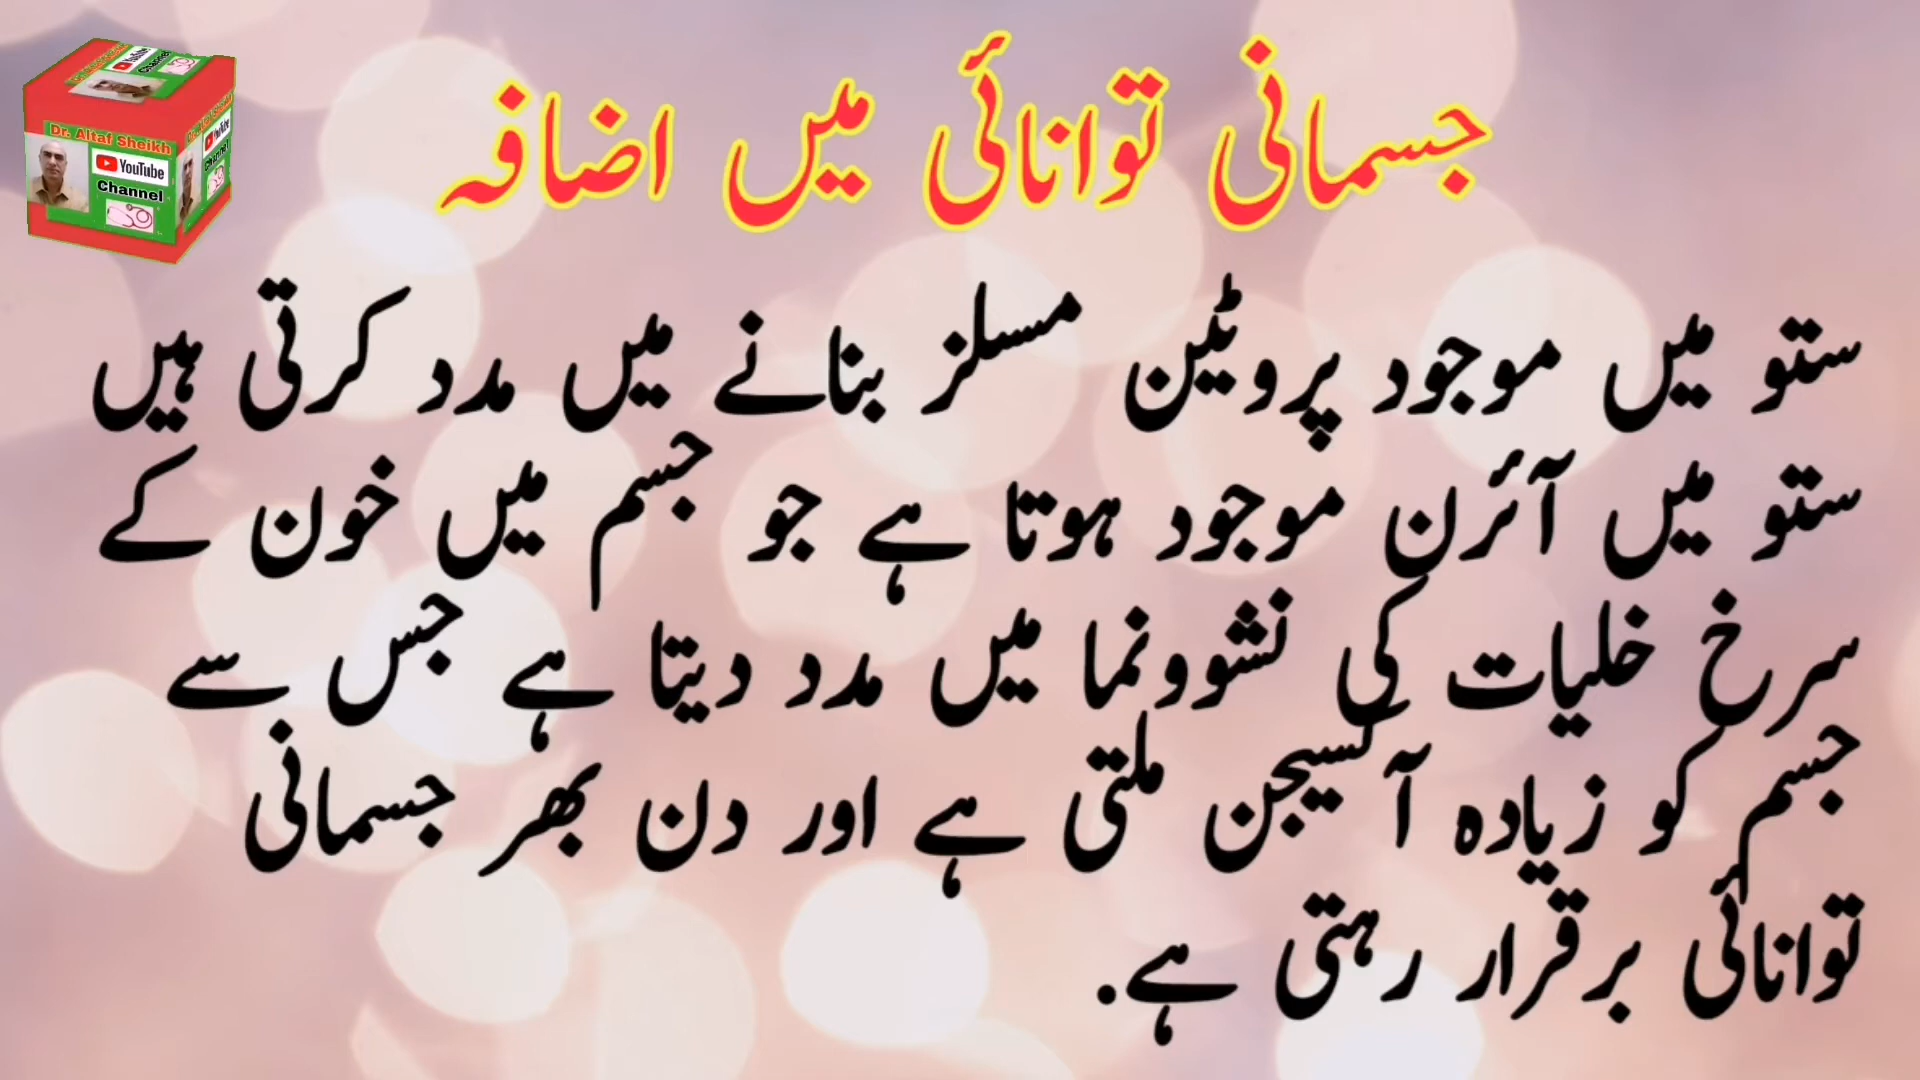 جسمانی توانائی میں اضافہ
ستو میں موجود پروٹین مسلز بنانے میں مدد کرتی ہیں
ستو میں آئرن موجود ہوتا ہے جو جسم میں خون کے
سرخ خلیات کی نشوونما میں مدد دیتا ہے جس سے
جسم کو زیادہ آکسیجن ملتی ہے اور دن بھر جسمانی
توانائی برقرار رہتی ہے.
Dr. Altaf Sheikh
YouTube
Channel